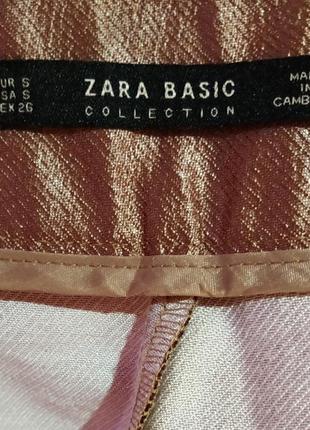 UR S
SA S
EX 26
ZARA BASIC
COLLECTION
MA
IN
CAMB